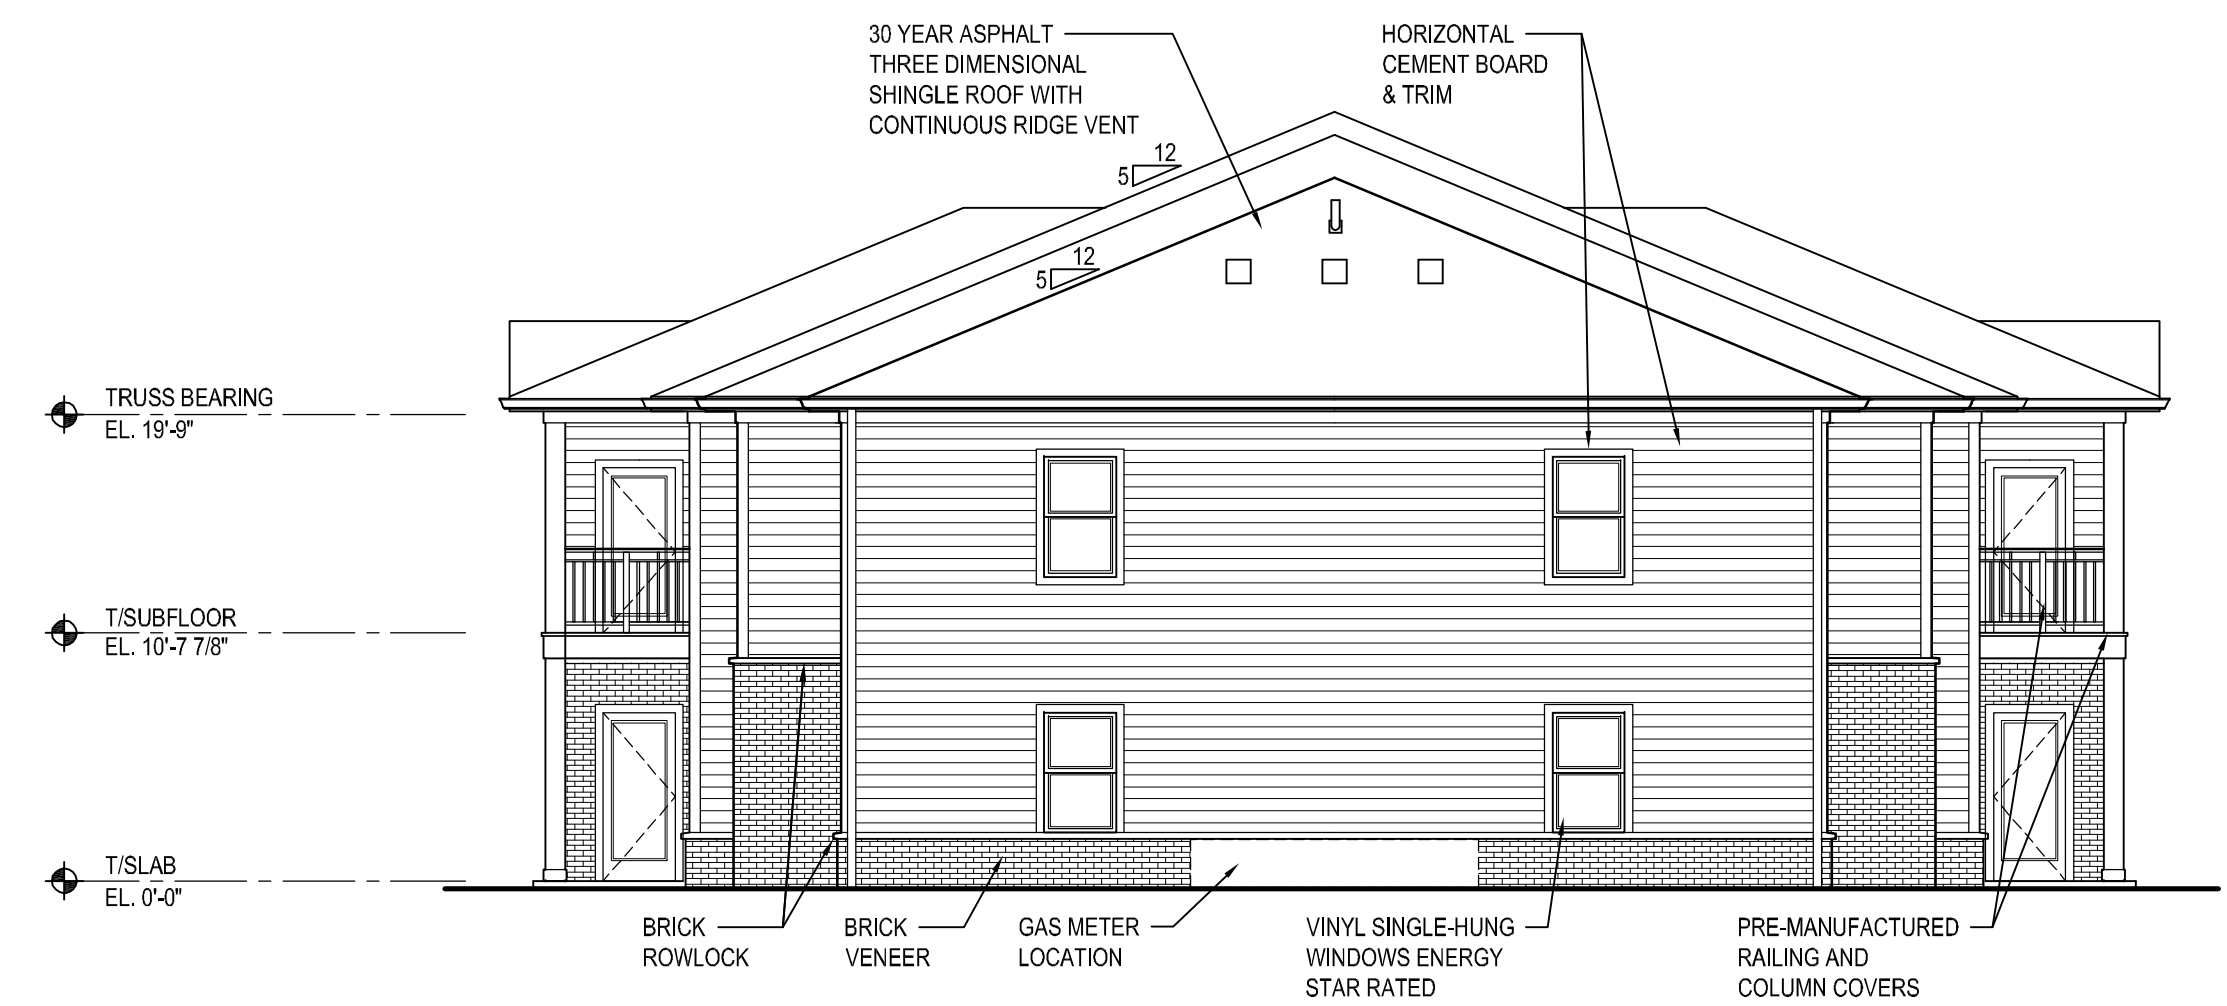 30 YEAR ASPHALT
THREE DIMENSIONAL
SHINGLE ROOF WITH
CONTINUOUS RIDGE VENT
HORIZONTAL
CEMENT BOARD
& TRIM
12
5
12
5
TRUSS BEARING
EL. 19'-9"
T/SUBFLOOR
EL. 10'-7 7/8"
T/SLAB
EL. 0'-0"
BRICK
ROWLOCK
BRICK
VENEER
GAS METER
LOCATION
VINYL SINGLE-HUNG
WINDOWS ENERGY
STAR RATED
PRE-MANUFACTURED
RAILING AND
COLUMN COVERS